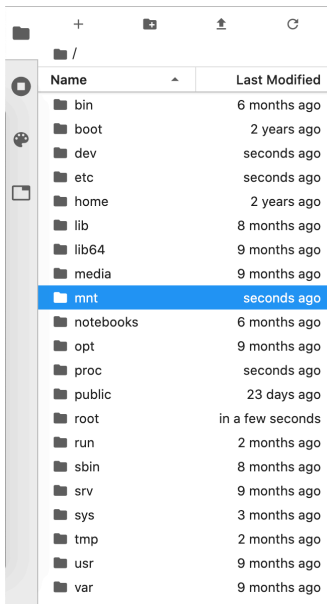 /
Name Last Modified
bin 6 months ago
boot 2 years ago
dev seconds ago
etc seconds ago
home 2 years ago
lib 8 months ago
lib64 9 months ago
media 9 months ago
mnt seconds ago
notebooks 6 months ago
opt 9 months ago
proc seconds ago
public 23 days ago
root in a few seconds
run 2 months ago
sbin 8 months ago
srv 9 months ago
sys 3 months ago
tmp 2 months ago
usr 9 months ago
var 9 months ago